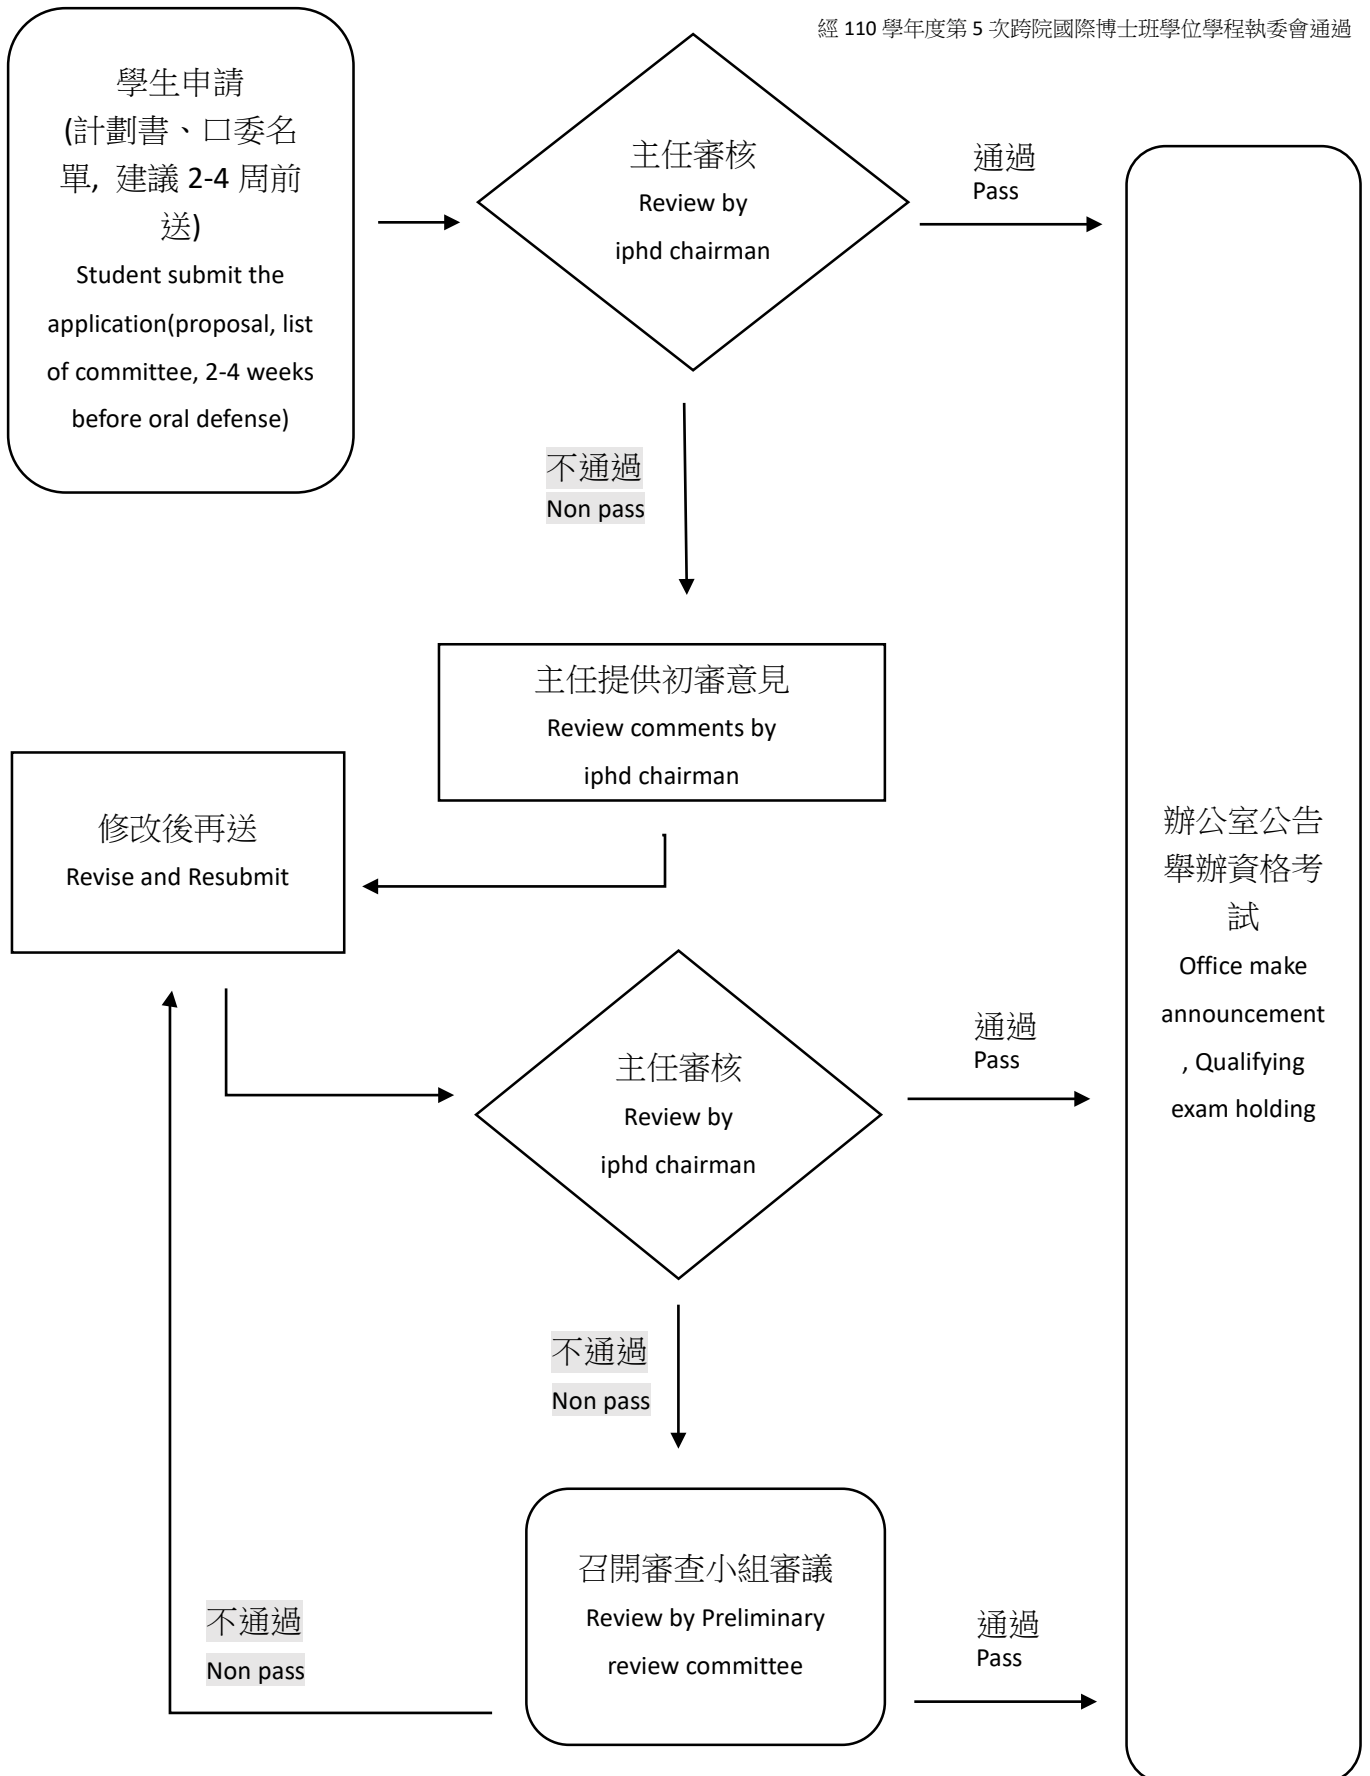 經 110 學年度第 5 次跨院國際博士班學位學程執委會通過
學生申請
(計劃書、口委名
單, 建議 2-4 周前
送)
Student submit the
application(proposal, list
of committee, 2-4 weeks
before oral defense)
主任審核
Review by
iphd chairman
通過
Pass
不通過
Non pass
主任提供初審意見
Review comments by
iphd chairman
修改後再送
Revise and Resubmit
主任審核
Review by
iphd chairman
通過
Pass
辦公室公告
舉辦資格考
試
Office make
announcement
, Qualifying
exam holding
不通過
Non pass
召開審查小組審議
Review by Preliminary
review committee
不通過
Non pass
通過
Pass